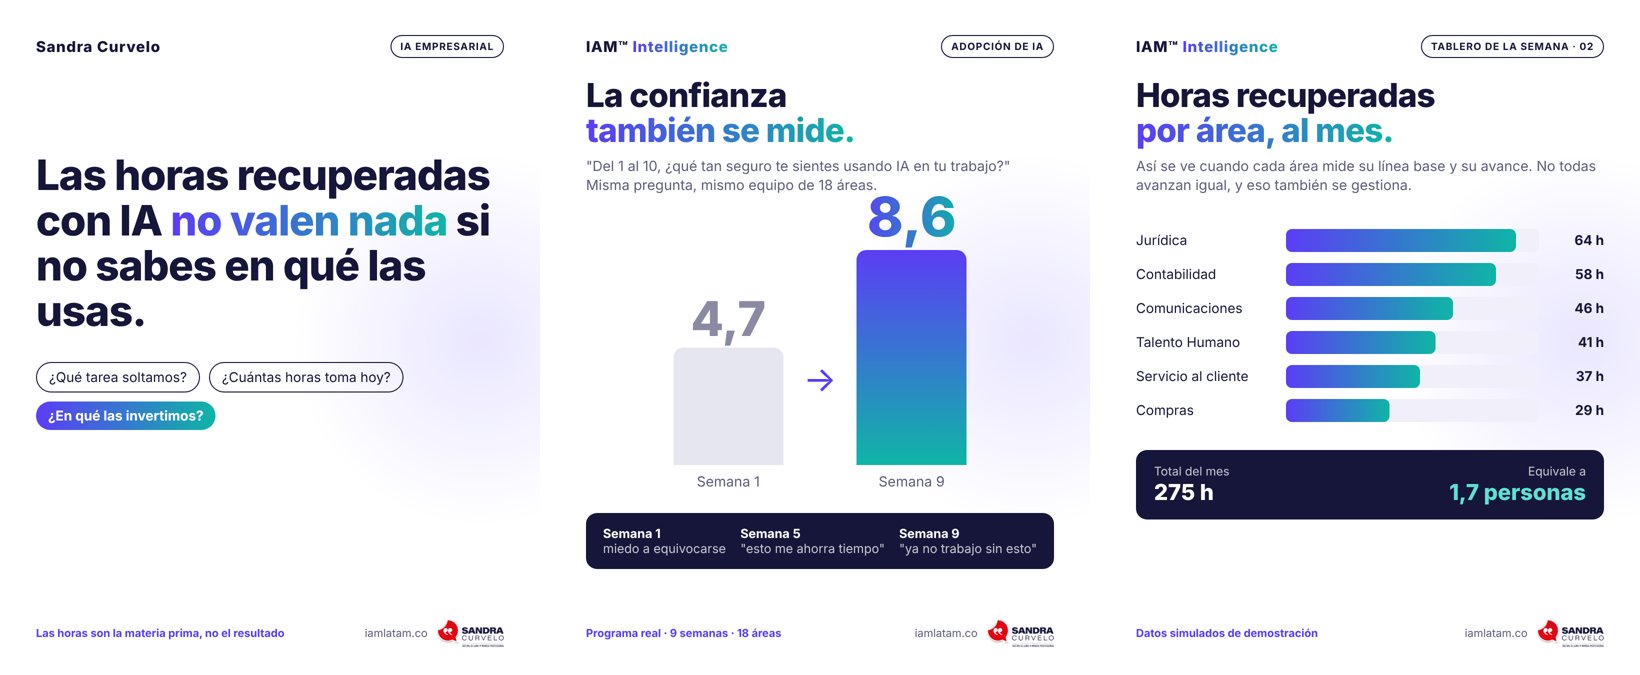 Sandra Curvelo
IA EMPRESARIAL
Las horas recuperadas
con IA no valen nada si
no sabes en qué las
usas.
¿Qué tarea soltamos?
¿Cuántas horas toma hoy?
¿En qué las invertimos?
Las horas son la materia prima, no el resultado
iamlatam.co
SANDRA
CURVELO
IAM™ Intelligence
ADOPCIÓN DE IA
La confianza
también se mide.
"Del 1 al 10, ¿qué tan seguro te sientes usando IA en tu trabajo?"
Misma pregunta, mismo equipo de 18 áreas.
4,7
8,6
→
Semana 1
Semana 9
Semana 1
miedo a equivocarse
Semana 5
"esto me ahorra tiempo"
Semana 9
"ya no trabajo sin esto"
Programa real · 9 semanas · 18 áreas
iamlatam.co
SANDRA
CURVELO
IAM™ Intelligence
TABLERO DE LA SEMANA · 02
Horas recuperadas
por área, al mes.
Así se ve cuando cada área mide su línea base y su avance. No todas
avanzan igual, y eso también se gestiona.
Jurídica 64 h
Contabilidad 58 h
Comunicaciones 46 h
Talento Humano 41 h
Servicio al cliente 37 h
Compras 29 h
Total del mes
275 h
Equivale a
1,7 personas
Datos simulados de demostración
iamlatam.co
SANDRA
CURVELO